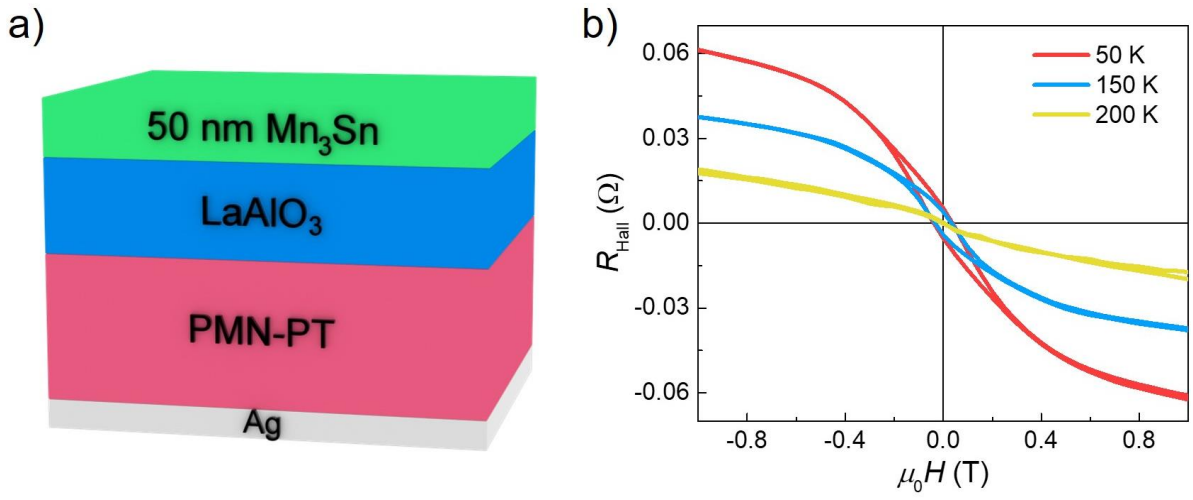 a)
50 nm Mn₃Sn
LaAlO₃
PMN-PT
Ag
b)
50 K
150 K
200 K
0.06
0.03
0.00
-0.03
-0.06
R_Hall (Ω)
-0.8 -0.4 0.0 0.4 0.8
μ₀H (T)